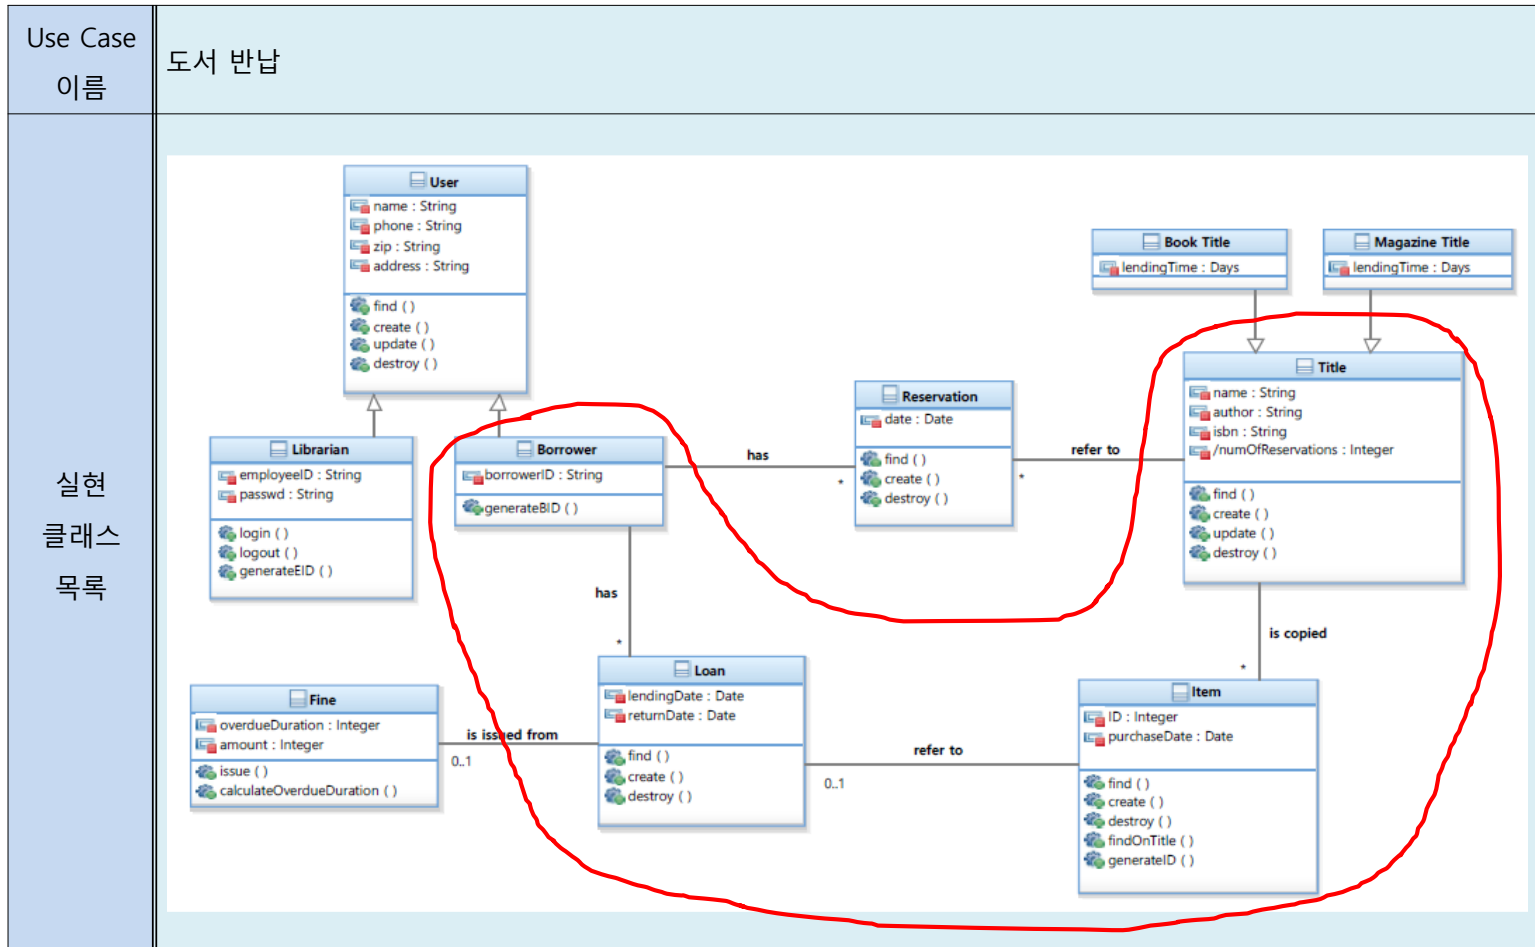 Use Case
이름
도서 반납
실현
클래스
목록
User
name : String
phone : String
zip : String
address : String
find ( )
create ( )
update ( )
destroy ( )
Book Title
lendingTime : Days
Magazine Title
lendingTime : Days
Librarian
employeeID : String
passwd : String
login ( )
logout ( )
generateEID ( )
Borrower
borrowerID : String
generateBID ( )
has
*
Reservation
date : Date
find ( )
create ( )
destroy ( )
refer to
*
Title
name : String
author : String
isbn : String
/numOfReservations : Integer
find ( )
create ( )
update ( )
destroy ( )
has
*
is copied
*
Fine
overdueDuration : Integer
amount : Integer
issue ( )
calculateOverdueDuration ( )
is issued from
0..1
Loan
lendingDate : Date
returnDate : Date
find ( )
create ( )
destroy ( )
refer to
0..1
Item
ID : Integer
purchaseDate : Date
find ( )
create ( )
destroy ( )
findOnTitle ( )
generateID ( )